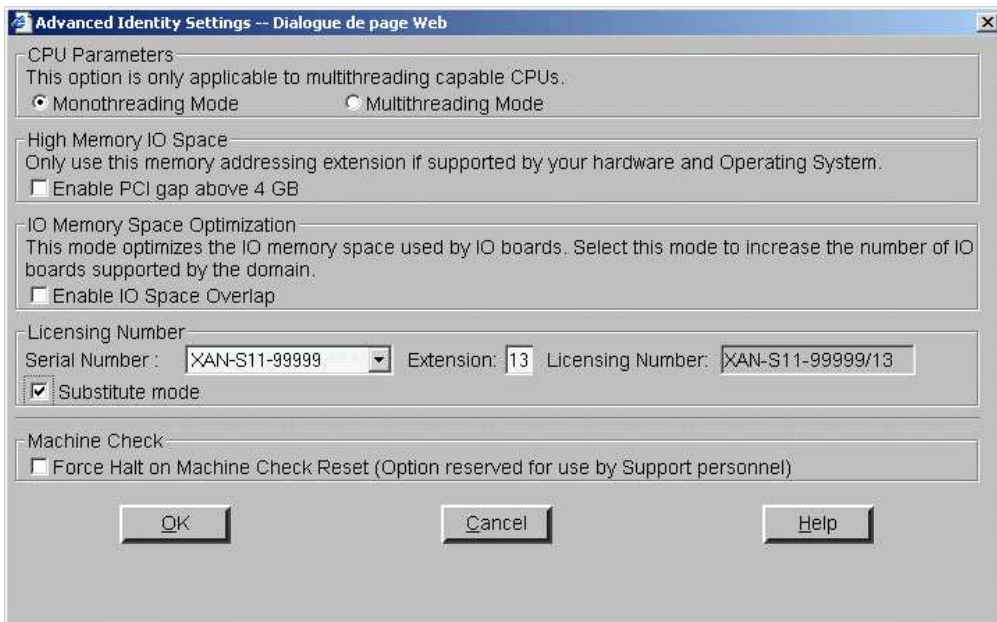 Advanced Identity Settings -- Dialogue de page Web
CPU Parameters
This option is only applicable to multithreading capable CPUs.
Monothreading Mode Multithreading Mode
High Memory IO Space
Only use this memory addressing extension if supported by your hardware and Operating System.
Enable PCI gap above 4 GB
IO Memory Space Optimization
This mode optimizes the IO memory space used by IO boards. Select this mode to increase the number of IO
boards supported by the domain.
Enable IO Space Overlap
Licensing Number
Serial Number : XAN-S11-99999 Extension: 13 Licensing Number: XAN-S11-99999/13
Substitute mode
Machine Check
Force Halt on Machine Check Reset (Option reserved for use by Support personnel)
OK Cancel Help